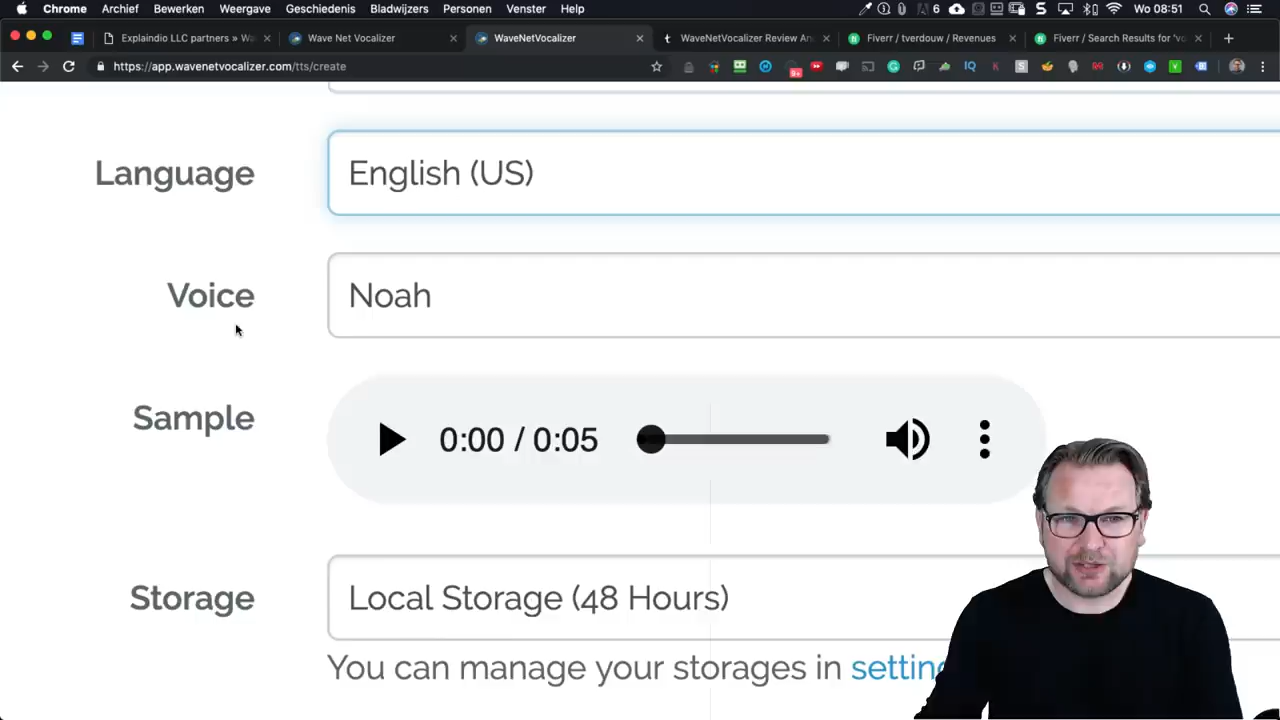 Chrome Archief Bewerken Weergave Geschiedenis Bladwijzers Personen Venster Help 6 Wo 08:51
Explaindio LLC partners » Wa Wave Net Vocalizer WaveNetVocalizer WaveNetVocalizer Review An Fiverr / tverdouw / Revenues Fiverr / Search Results for 'vo
https://app.wavenetvocalizer.com/tts/create
Language English (US)
Voice Noah
Sample 0:00 / 0:05
Storage Local Storage (48 Hours)
You can manage your storages in setting